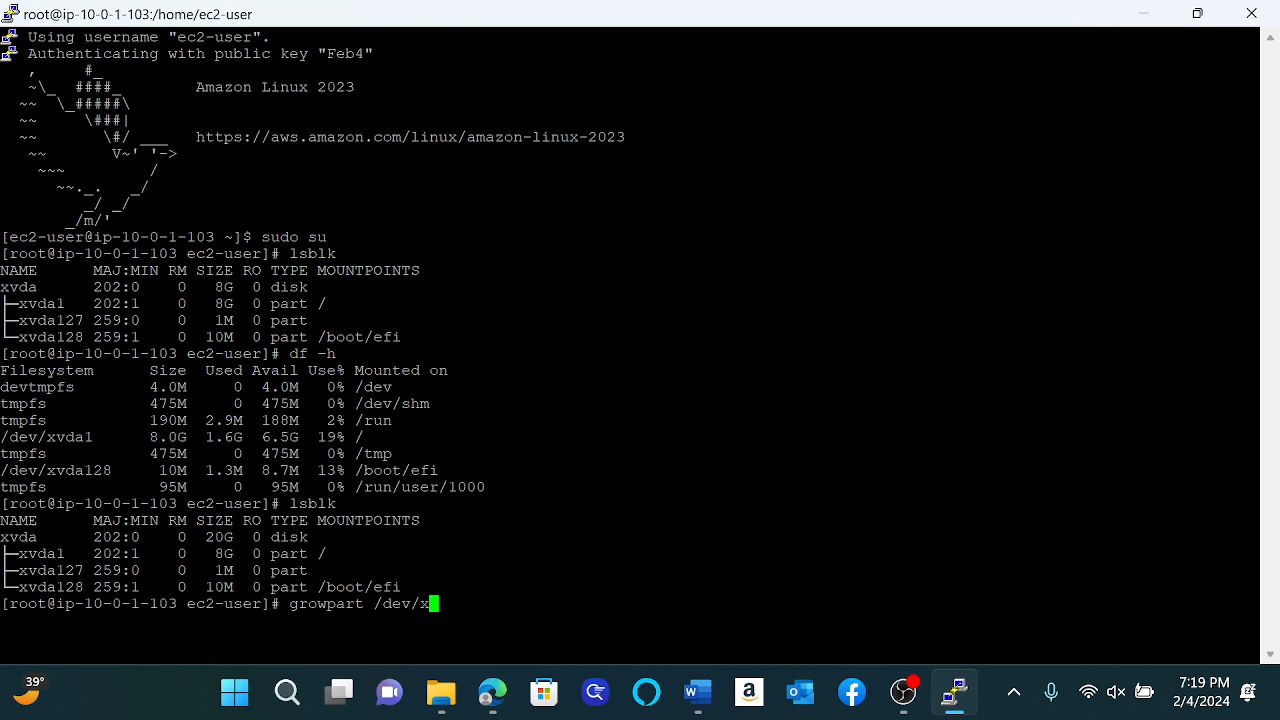 root@ip-10-0-1-103:/home/ec2-user
Using username "ec2-user".
Authenticating with public key "Feb4"
   ,     #_
   ~\_  ####_        Amazon Linux 2023
  ~~  \_#####\
  ~~     \###|
  ~~       \#/ ___   https://aws.amazon.com/linux/amazon-linux-2023
   ~~       V~' '->
    ~~~         /
      ~~._.   _/
         _/ _/
       _/m/'
[ec2-user@ip-10-0-1-103 ~]$ sudo su
[root@ip-10-0-1-103 ec2-user]# lsblk
NAME      MAJ:MIN RM SIZE RO TYPE MOUNTPOINTS
xvda      202:0    0   8G  0 disk
├─xvda1   202:1    0   8G  0 part /
├─xvda127 259:0    0   1M  0 part
└─xvda128 259:1    0  10M  0 part /boot/efi
[root@ip-10-0-1-103 ec2-user]# df -h
Filesystem      Size  Used Avail Use% Mounted on
devtmpfs        4.0M     0  4.0M   0% /dev
tmpfs           475M     0  475M   0% /dev/shm
tmpfs           190M  2.9M  188M   2% /run
/dev/xvda1      8.0G  1.6G  6.5G  19% /
tmpfs           475M     0  475M   0% /tmp
/dev/xvda128     10M  1.3M  8.7M  13% /boot/efi
tmpfs            95M     0   95M   0% /run/user/1000
[root@ip-10-0-1-103 ec2-user]# lsblk
NAME      MAJ:MIN RM SIZE RO TYPE MOUNTPOINTS
xvda      202:0    0  20G  0 disk
├─xvda1   202:1    0   8G  0 part /
├─xvda127 259:0    0   1M  0 part
└─xvda128 259:1    0  10M  0 part /boot/efi
[root@ip-10-0-1-103 ec2-user]# growpart /dev/x
39°
7:19 PM
2/4/2024